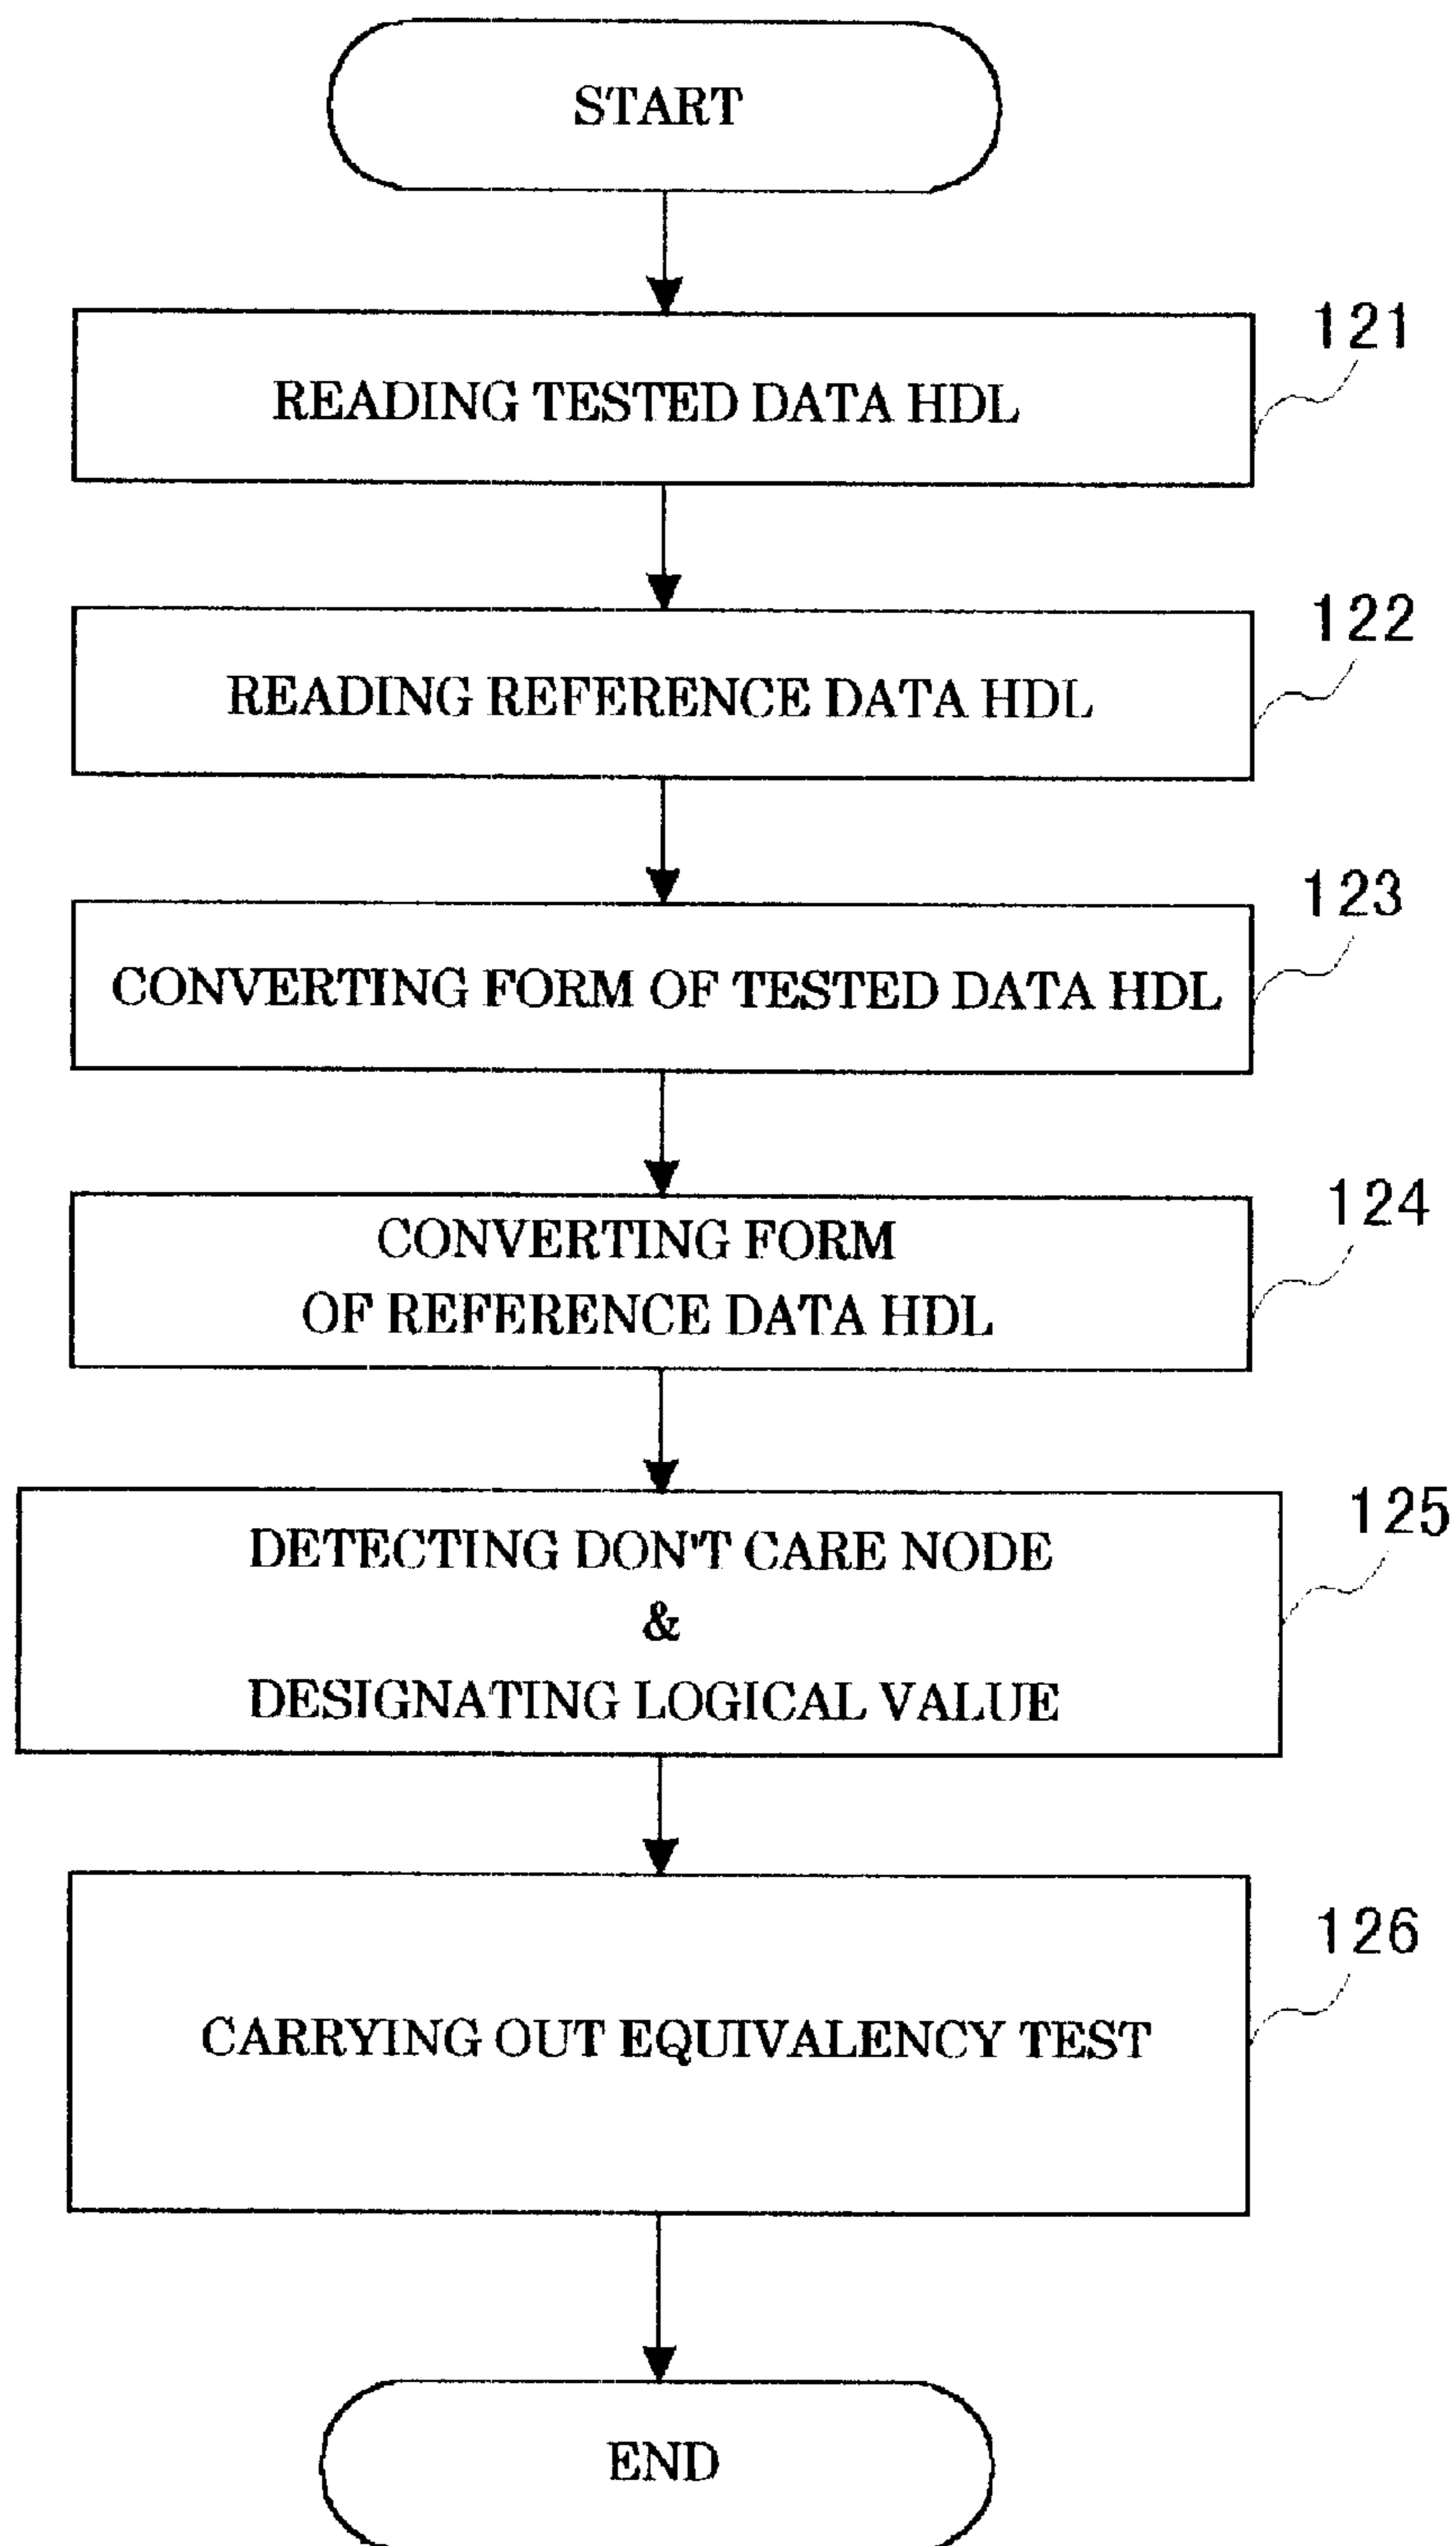 START
READING TESTED DATA HDL
121
READING REFERENCE DATA HDL
122
CONVERTING FORM OF TESTED DATA HDL
123
CONVERTING FORM
OF REFERENCE DATA HDL
124
DETECTING DON'T CARE NODE
&
DESIGNATING LOGICAL VALUE
125
CARRYING OUT EQUIVALENCY TEST
126
END